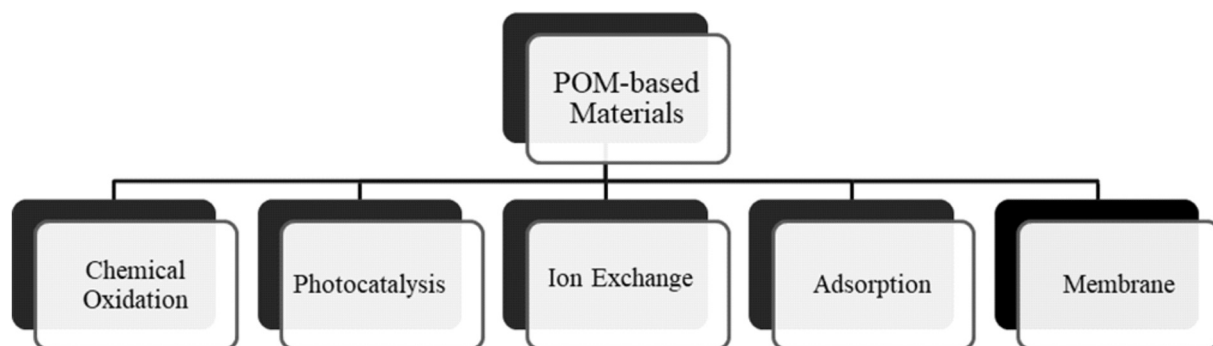 POM-based
Materials
Chemical
Oxidation
Photocatalysis
Ion Exchange
Adsorption
Membrane